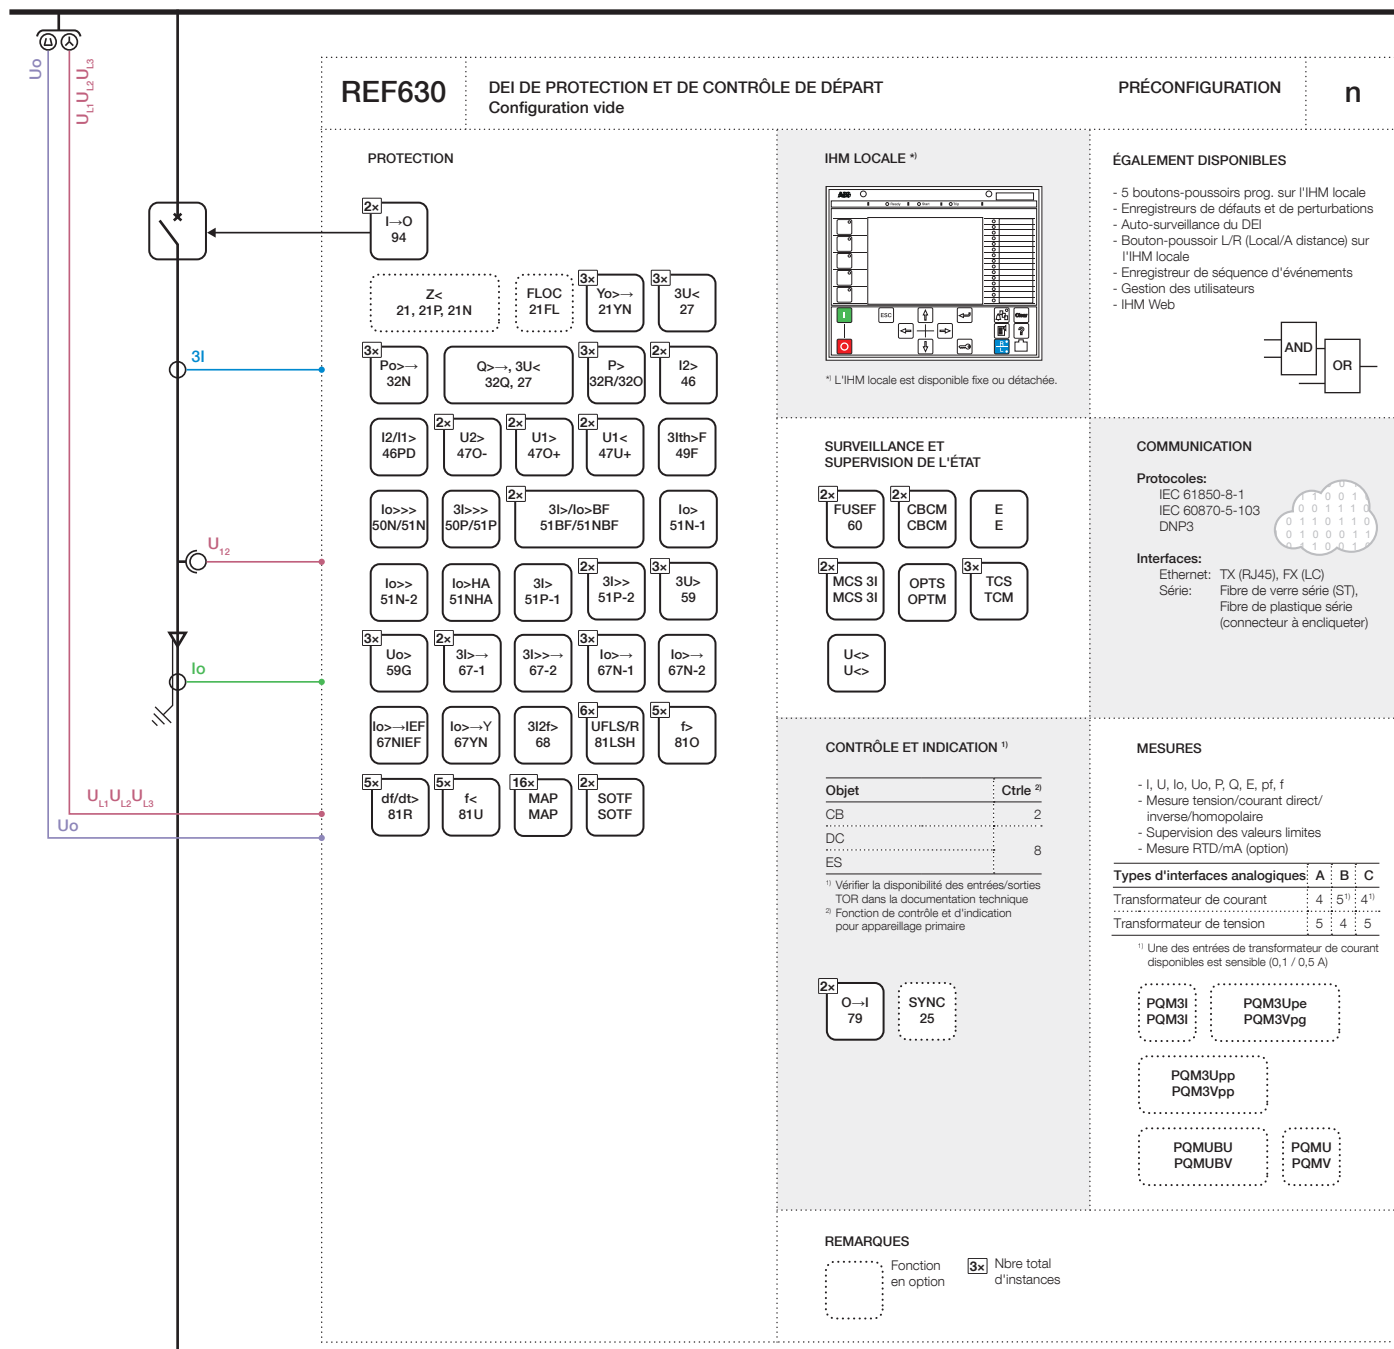 Uo
U L1 U L2 U L3
REF630
DEI DE PROTECTION ET DE CONTRÔLE DE DÉPART
Configuration vide
PRÉCONFIGURATION
n
PROTECTION
2×
I→O
94
Z<
21, 21P, 21N
FLOC
21FL
3×
Yo>→
21YN
3×
3U<
27
3×
Po>→
32N
Q>→, 3U<
32Q, 27
3×
P>
32R/32O
2×
I2>
46
I2/I1>
46PD
2×
U2>
47O-
2×
U1>
47O+
2×
U1<
47U+
3Ith>F
49F
Io>>>
50N/51N
3I>>>
50P/51P
2×
3I>/Io>BF
51BF/51NBF
Io>
51N-1
Io>>
51N-2
Io>HA
51NHA
3I>
51P-1
2×
3I>>
51P-2
3×
3U>
59
3×
Uo>
59G
2×
3I>→
67-1
3I>>→
67-2
3×
Io>→
67N-1
Io>→
67N-2
Io>→IEF
67NIEF
Io>→Y
67YN
3I2f>
68
6×
UFLS/R
81LSH
5×
f>
81O
5×
df/dt>
81R
5×
f<
81U
16×
MAP
MAP
2×
SOTF
SOTF
3I
U12
Io
U L1 U L2 U L3
Uo
IHM LOCALE *)
ABB
Ready
Start
Trip
I
O
ESC
Clear
?
R
L
*) L'IHM locale est disponible fixe ou détachée.
ÉGALEMENT DISPONIBLES
- 5 boutons-poussoirs prog. sur l'IHM locale
- Enregistreurs de défauts et de perturbations
- Auto-surveillance du DEI
- Bouton-poussoir L/R (Local/A distance) sur
l'IHM locale
- Enregistreur de séquence d'événements
- Gestion des utilisateurs
- IHM Web
AND
OR
SURVEILLANCE ET
SUPERVISION DE L'ÉTAT
2×
FUSEF
60
2×
CBCM
CBCM
E
E
2×
MCS 3I
MCS 3I
OPTS
OPTM
3×
TCS
TCM
U<>
U<>
COMMUNICATION
Protocoles:
IEC 61850-8-1
IEC 60870-5-103
DNP3
Interfaces:
Ethernet: TX (RJ45), FX (LC)
Série: Fibre de verre série (ST),
Fibre de plastique série
(connecteur à encliqueter)
CONTRÔLE ET INDICATION 1)
Objet Ctrle 2)
CB 2
DC
8
ES
1) Vérifier la disponibilité des entrées/sorties
TOR dans la documentation technique
2) Fonction de contrôle et d'indication
pour appareillage primaire
2×
O→I
79
SYNC
25
MESURES
- I, U, Io, Uo, P, Q, E, pf, f
- Mesure tension/courant direct/
inverse/homopolaire
- Supervision des valeurs limites
- Mesure RTD/mA (option)
Types d'interfaces analogiques A B C
Transformateur de courant 4 5 1) 4 1)
Transformateur de tension 5 4 5
1) Une des entrées de transformateur de courant
disponibles est sensible (0,1 / 0,5 A)
PQM3I
PQM3I
PQM3Upe
PQM3Vpg
PQM3Upp
PQM3Vpp
PQMUBU
PQMUBV
PQMU
PQMV
REMARQUES
Fonction
en option
3×
Nbre total
d'instances